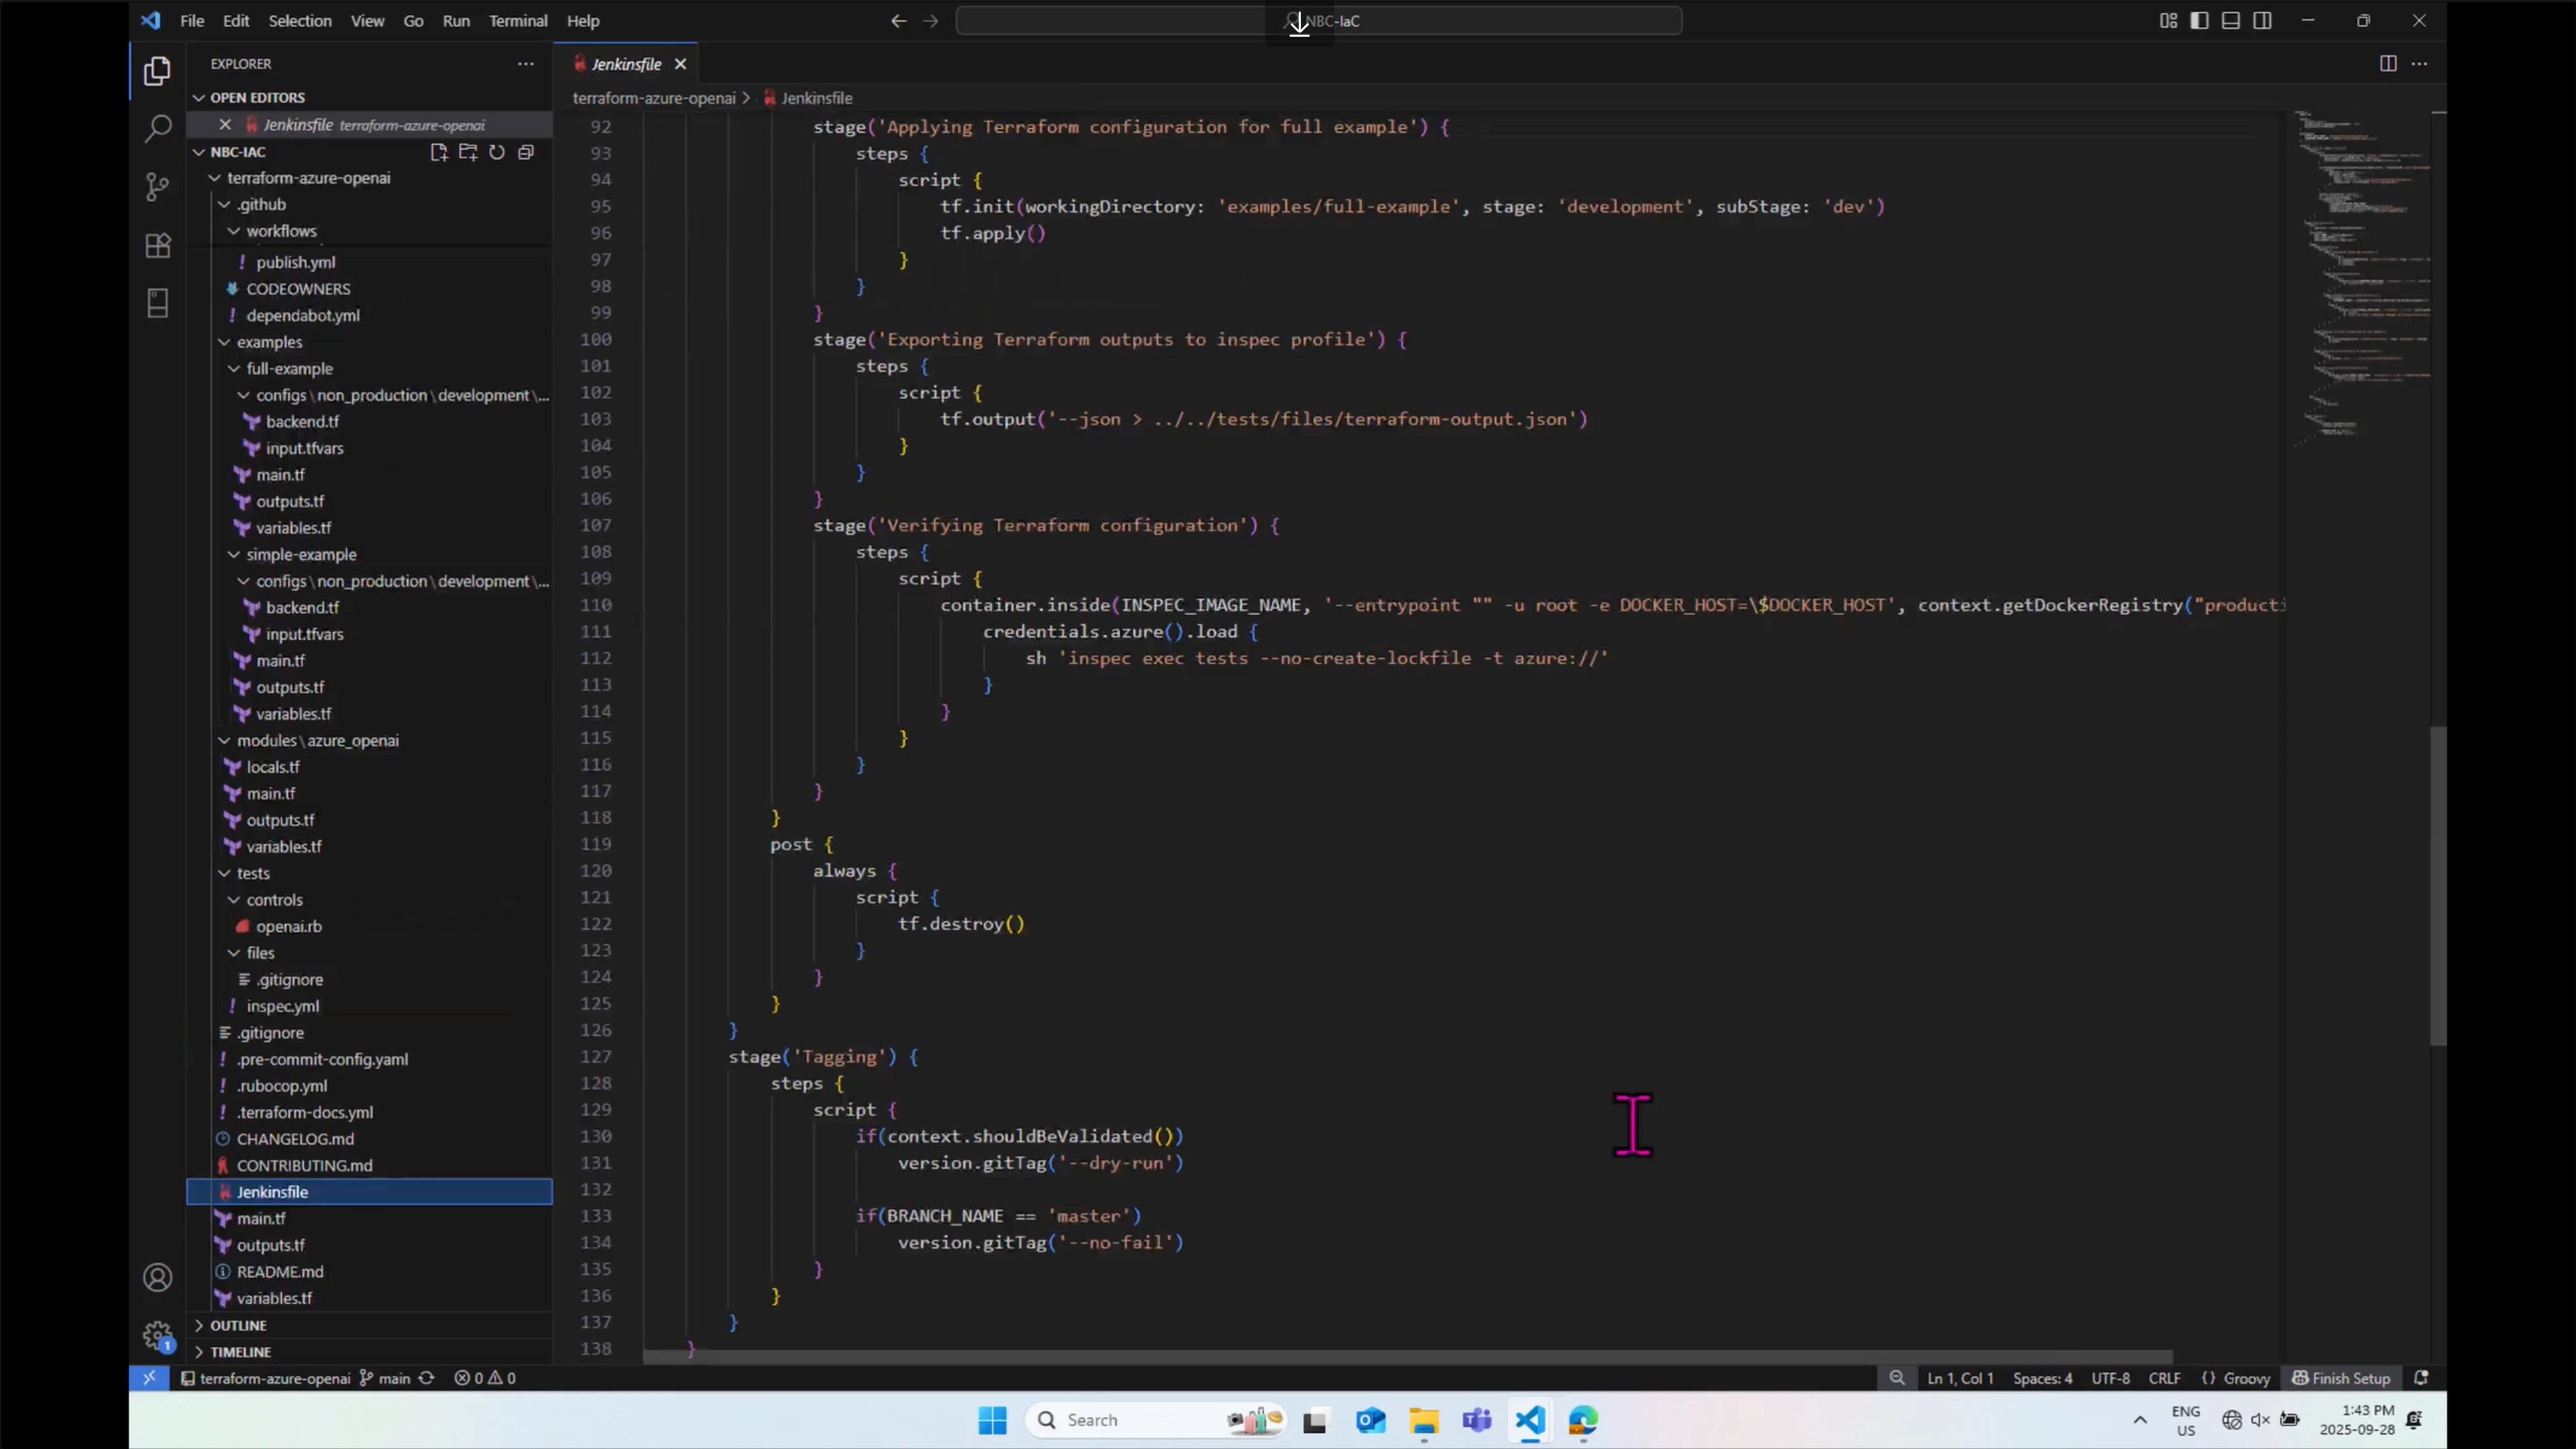 File Edit Selection View Go Run Terminal Help
NBC-IaC
EXPLORER
OPEN EDITORS
Jenkinsfile terraform-azure-openai
NBC-IAC
terraform-azure-openai
.github
workflows
publish.yml
CODEOWNERS
dependabot.yml
examples
full-example
configs\non_production\development\...
backend.tf
input.tfvars
main.tf
outputs.tf
variables.tf
simple-example
configs\non_production\development\...
backend.tf
input.tfvars
main.tf
outputs.tf
variables.tf
modules\azure_openai
locals.tf
main.tf
outputs.tf
variables.tf
tests
controls
openai.rb
files
.gitignore
inspec.yml
.gitignore
.pre-commit-config.yaml
.rubocop.yml
.terraform-docs.yml
CHANGELOG.md
CONTRIBUTING.md
Jenkinsfile
main.tf
outputs.tf
README.md
variables.tf
OUTLINE
TIMELINE
Jenkinsfile
terraform-azure-openai > Jenkinsfile
92 stage('Applying Terraform configuration for full example') {
93 steps {
94 script {
95 tf.init(workingDirectory: 'examples/full-example', stage: 'development', subStage: 'dev')
96 tf.apply()
97 }
98 }
99 }
100 stage('Exporting Terraform outputs to inspec profile') {
101 steps {
102 script {
103 tf.output('--json > ../../tests/files/terraform-output.json')
104 }
105 }
106 }
107 stage('Verifying Terraform configuration') {
108 steps {
109 script {
110 container.inside(INSPEC_IMAGE_NAME, '--entrypoint "" -u root -e DOCKER_HOST=\$DOCKER_HOST', context.getDockerRegistry("producti
111 credentials.azure().load {
112 sh 'inspec exec tests --no-create-lockfile -t azure://'
113 }
114 }
115 }
116 }
117 }
118 }
119 post {
120 always {
121 script {
122 tf.destroy()
123 }
124 }
125 }
126 }
127 stage('Tagging') {
128 steps {
129 script {
130 if(context.shouldBeValidated())
131 version.gitTag('--dry-run')
132
133 if(BRANCH_NAME == 'master')
134 version.gitTag('--no-fail')
135 }
136 }
137 }
138 }
1
terraform-azure-openai main 0 0 Ln 1, Col 1 Spaces: 4 UTF-8 CRLF {} Groovy Finish Setup
Search
ENG
US
1:43 PM
2025-09-28